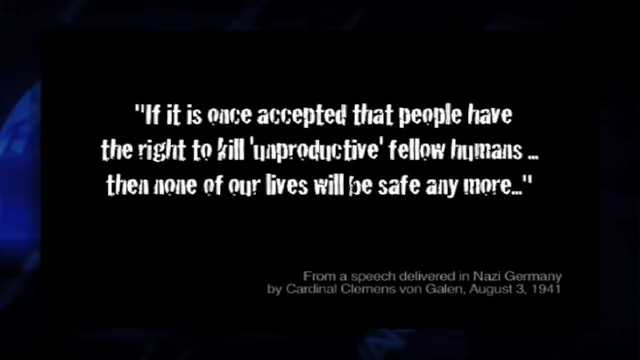 "If it is once accepted that people have
the right to kill 'unproductive' fellow humans ...
then none of our lives will be safe any more..."
From a speech delivered in Nazi Germany
by Cardinal Clemens von Galen, August 3, 1941